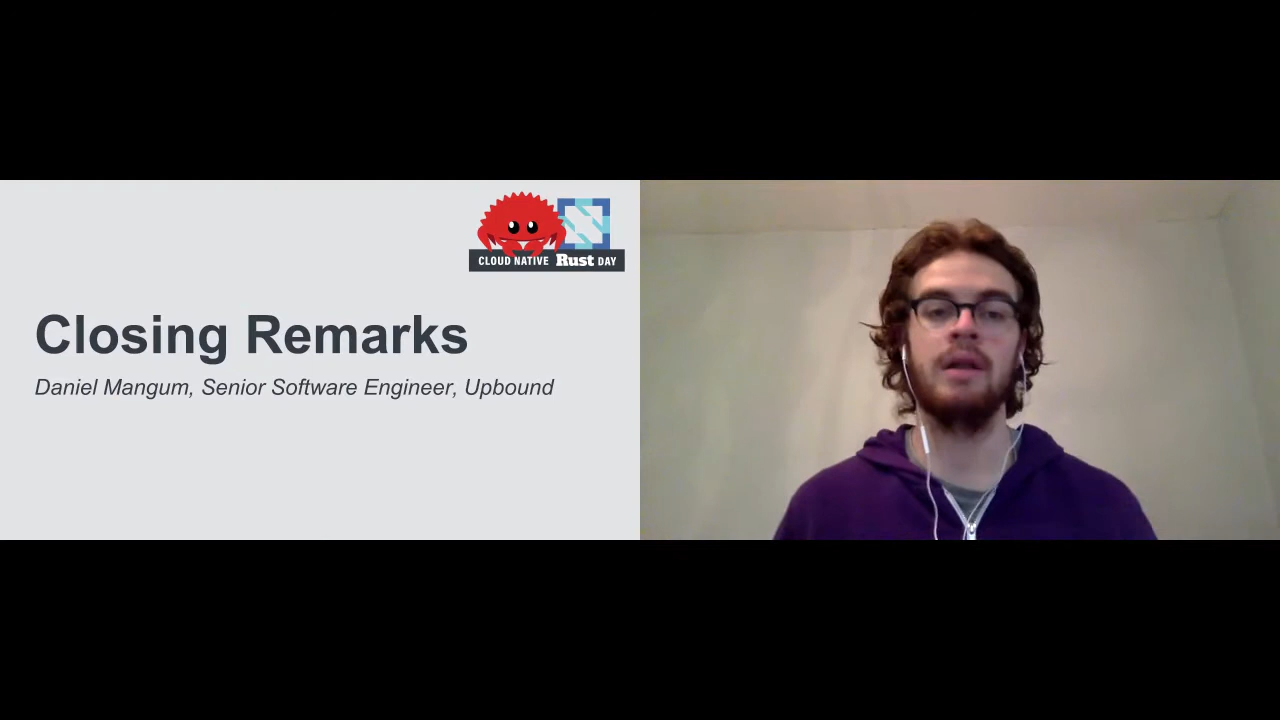 CLOUD NATIVE Rust DAY
Closing Remarks
Daniel Mangum, Senior Software Engineer, Upbound